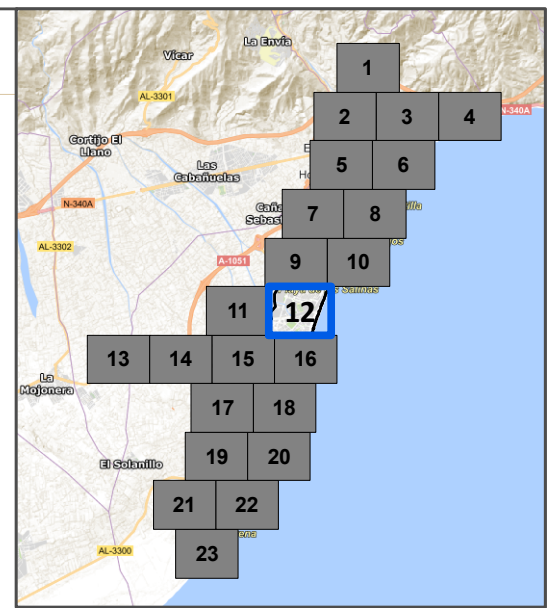 La Envía
Vícar
1
AL-3301
N-340A
2 3 4
Cortijo El
Llano
Las
Cabañuelas
5 6
N-340A
7 8
AL-3302
A-1051
9 10
11 12
13 14 15 16
La
Mojonera
17 18
El Solanillo
19 20
21 22
AL-3300
23